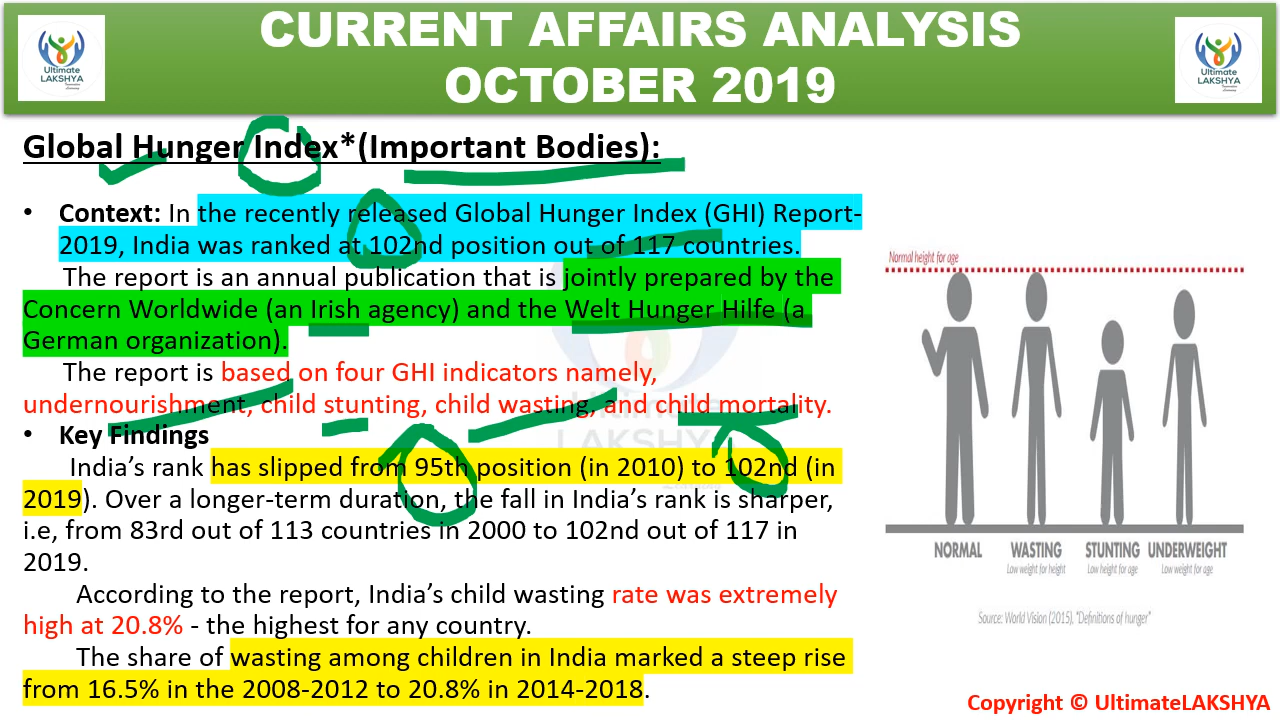 CURRENT AFFAIRS ANALYSIS
OCTOBER 2019
Ultimate
LAKSHYA
Ultimate
LAKSHYA
Global Hunger Index*(Important Bodies):
• Context: In the recently released Global Hunger Index (GHI) Report-
2019, India was ranked at 102nd position out of 117 countries.
The report is an annual publication that is jointly prepared by the
Concern Worldwide (an Irish agency) and the Welt Hunger Hilfe (a
German organization).
The report is based on four GHI indicators namely,
undernourishment, child stunting, child wasting, and child mortality.
• Key Findings
India’s rank has slipped from 95th position (in 2010) to 102nd (in
2019). Over a longer-term duration, the fall in India’s rank is sharper,
i.e, from 83rd out of 113 countries in 2000 to 102nd out of 117 in
2019.
According to the report, India’s child wasting rate was extremely
high at 20.8% - the highest for any country.
The share of wasting among children in India marked a steep rise
from 16.5% in the 2008-2012 to 20.8% in 2014-2018.
Normal height for age
NORMAL WASTING STUNTING UNDERWEIGHT
Low weight for height Low height for age Low weight for age
Source: World Vision (2015), "Definitions of hunger"
LAKSHYA
Copyright © UltimateLAKSHYA